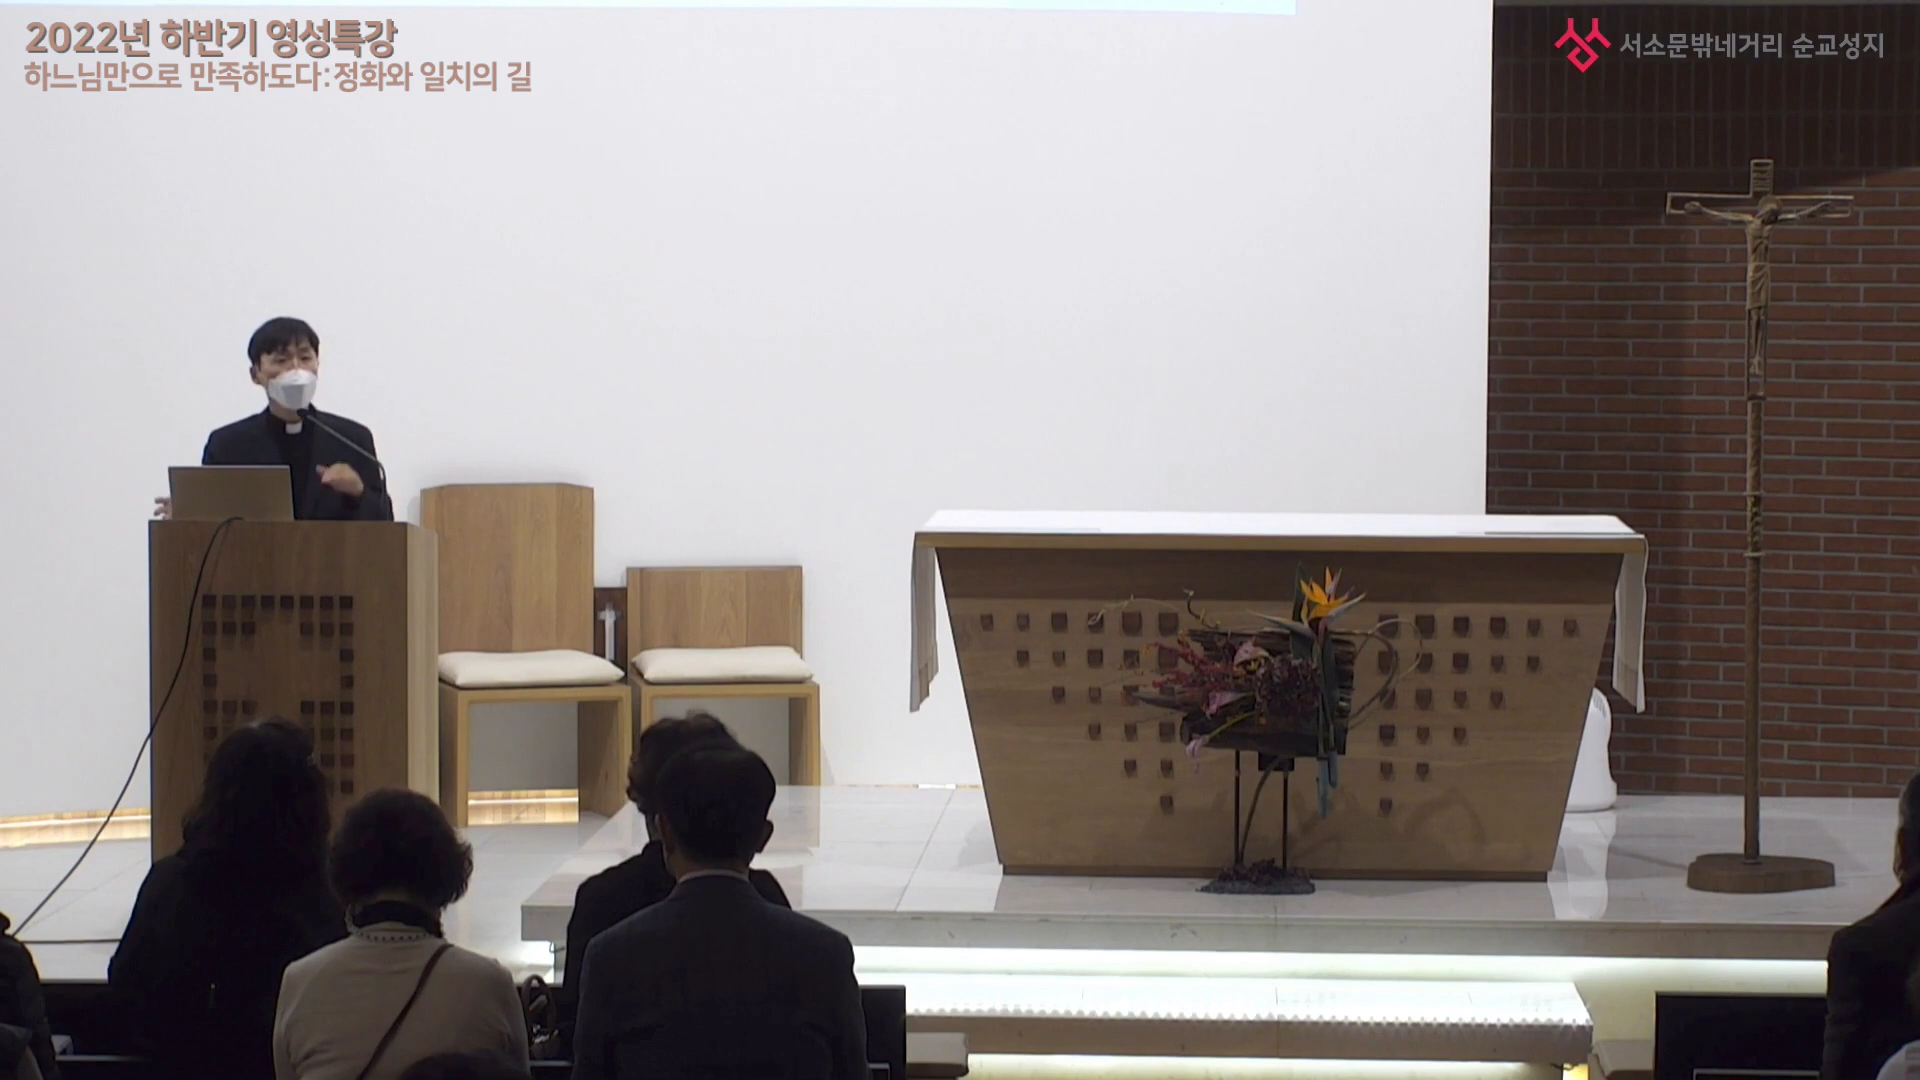 2022년 하반기 영성특강
하느님만으로 만족하도다:정화와 일치의 길
서소문밖네거리 순교성지